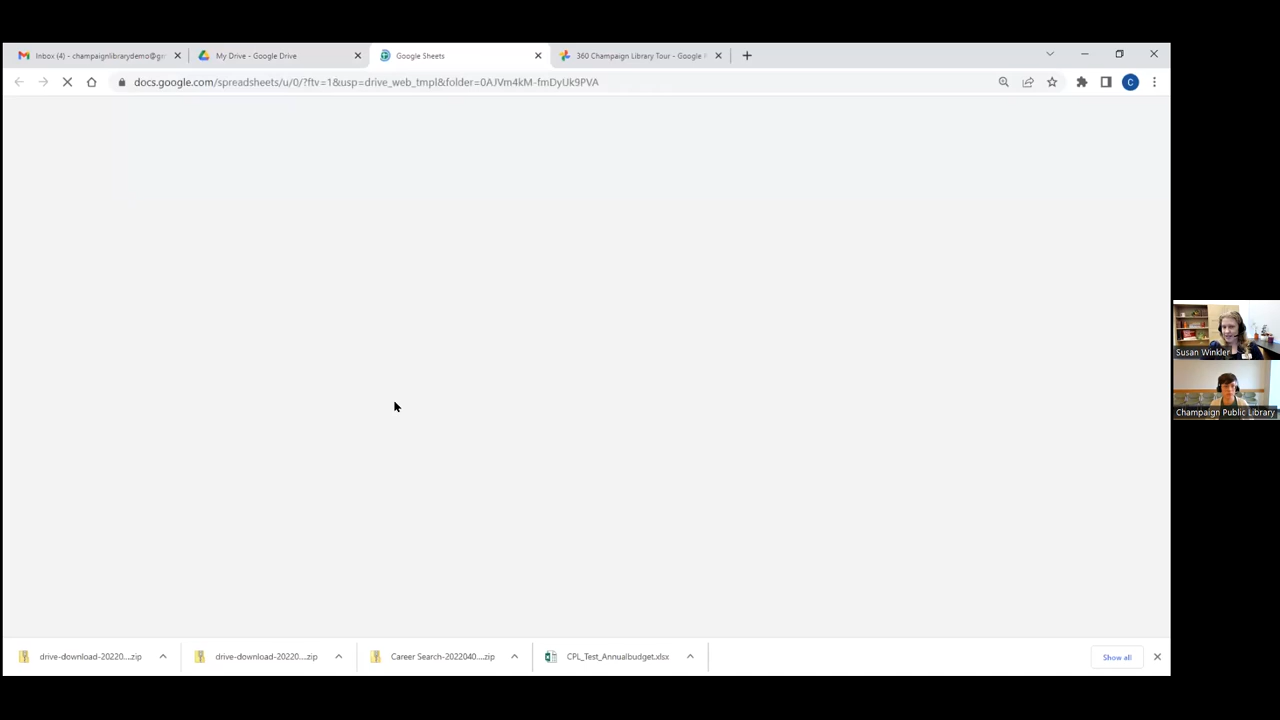 Inbox (4) - champaignlibrarydemo@gm
My Drive - Google Drive
Google Sheets
360 Champaign Library Tour - Google P
docs.google.com/spreadsheets/u/0/?ftv=1&usp=drive_web_tmpl&folder=0AJVm4kM-fmDyUk9PVA
C
Susan Winkler
Champaign Public Library
drive-download-20220....zip
drive-download-20220....zip
Career Search-2022040....zip
CPL_Test_Annualbudget.xlsx
Show all